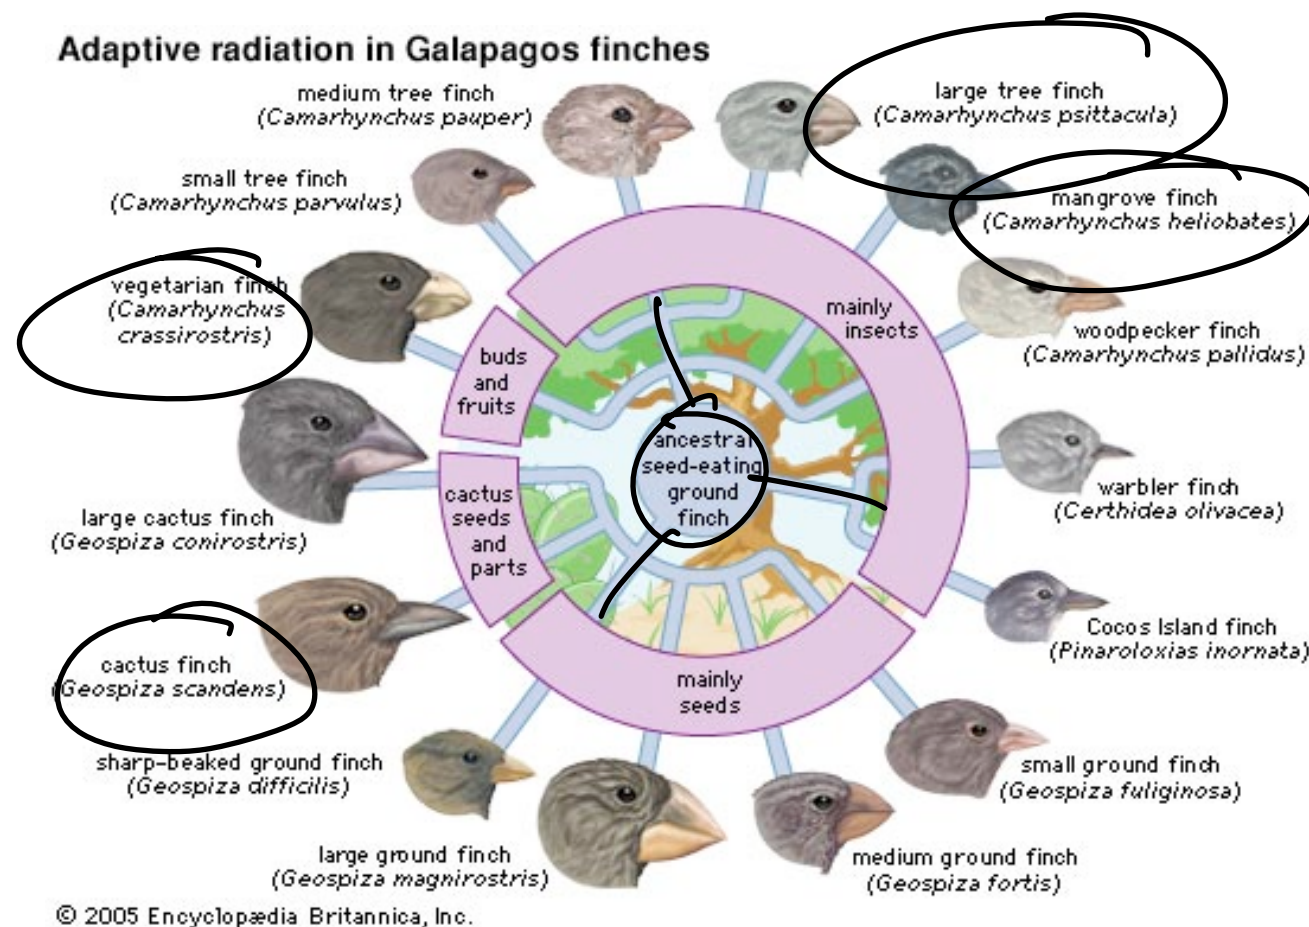 Adaptive radiation in Galapagos finches
medium tree finch
(Camarhynchus pauper)
large tree finch
(Camarhynchus psittacula)
small tree finch
(Camarhynchus parvulus)
mangrove finch
(Camarhynchus heliobates)
vegetarian finch
(Camarhynchus
crassirostris)
woodpecker finch
(Camarhynchus pallidus)
mainly
insects
buds
and
fruits
ancestral
seed-eating
ground
finch
cactus
seeds
and
parts
warbler finch
(Certhidea olivacea)
large cactus finch
(Geospiza conirostris)
Cocos Island finch
(Pinaroloxias inornata)
cactus finch
(Geospiza scandens)
mainly
seeds
sharp-beaked ground finch
(Geospiza difficilis)
small ground finch
(Geospiza fuliginosa)
large ground finch
(Geospiza magnirostris)
medium ground finch
(Geospiza fortis)
© 2005 Encyclopædia Britannica, Inc.